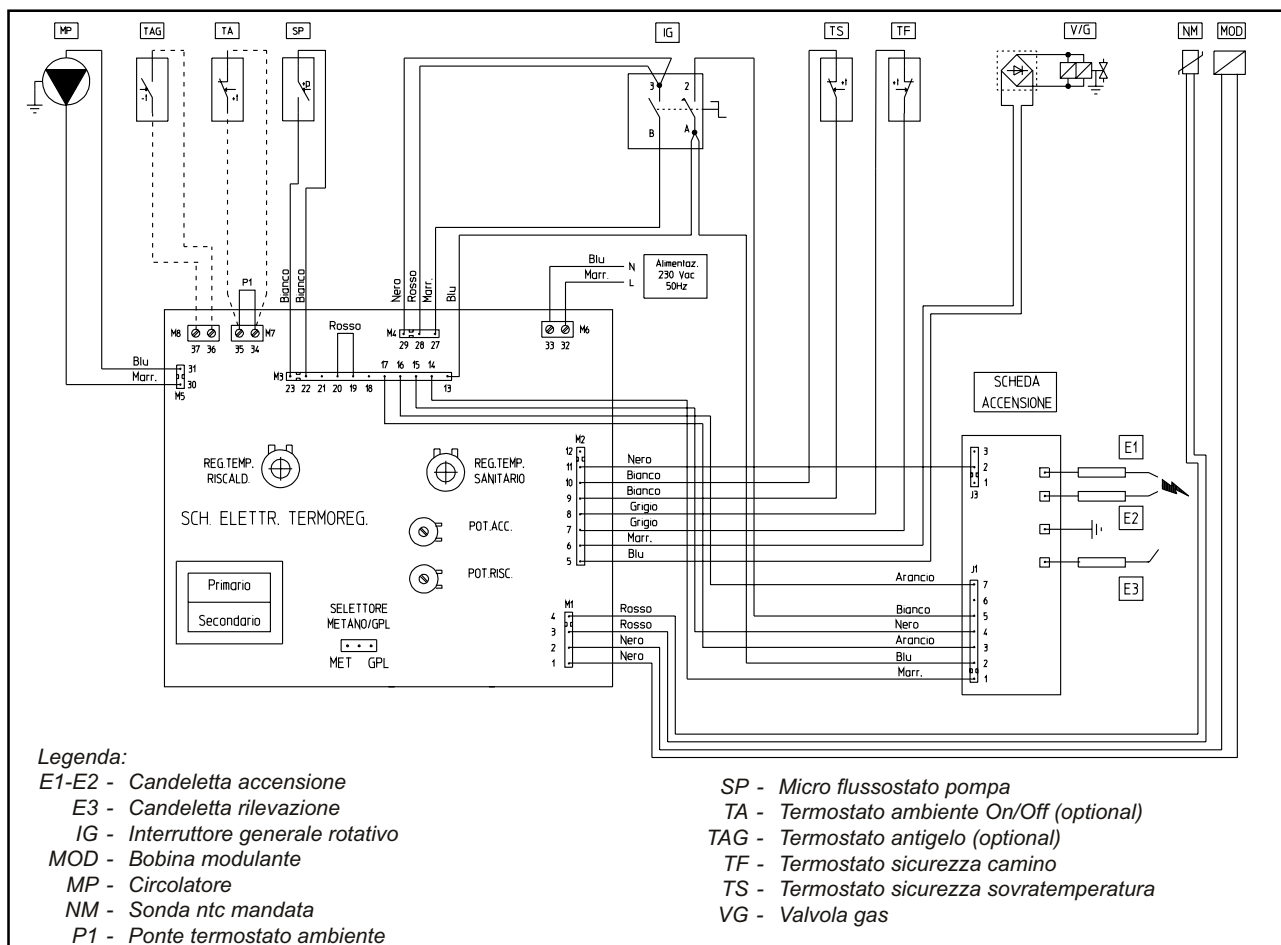 MP TAG TA SP IG TS TF V/G NM MOD
-t +t +p +t +t
3 2
B A
Blu N
Marr. L
Alimentaz.
230 Vac
50Hz
Bianco Bianco Nero Rosso Marr. Blu
P1
M8 37 36 35 34 M7
Rosso
M4 29 28 27
33 32 M6
Blu 31
Marr. 30
M5
M3 23 22 21 20 19 18 17 16 15 14 13
REG.TEMP.
RISCALD.
REG.TEMP.
SANITARIO
SCH. ELETTR. TERMOREG.
POT.ACC.
POT.RISC.
Primario
Secondario
SELETTORE
METANO/GPL
MET GPL
M2
12
11 Nero
10 Bianco
9 Bianco
8 Grigio
7 Grigio
6 Marr.
5 Blu
M1
4 Rosso
3 Rosso
2 Nero
1 Nero
SCHEDA
ACCENSIONE
3
2
1
J3
E1
E2
E3
J1
Arancio 7
6
Bianco 5
Nero 4
Arancio 3
Blu 2
Marr. 1
Legenda:
E1-E2 - Candeletta accensione
E3 - Candeletta rilevazione
IG - Interruttore generale rotativo
MOD - Bobina modulante
MP - Circolatore
NM - Sonda ntc mandata
P1 - Ponte termostato ambiente
SP - Micro flussostato pompa
TA - Termostato ambiente On/Off (optional)
TAG - Termostato antigelo (optional)
TF - Termostato sicurezza camino
TS - Termostato sicurezza sovratemperatura
VG - Valvola gas